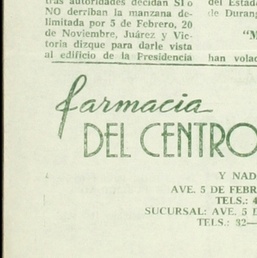 tras autoridades decidan SI o
NO derriban la manzana de-
limitada por 5 de Febrero, 20
de Noviembre, Juárez y Vic-
toria dizque para darle vista
al edificio de la Presidencia
del Estado
de Durang
"M
han volad
farmacia
DEL CENTRO
Y NAD
AVE. 5 DE FEBR
TELS.: 4
SUCURSAL: AVE. 5 D
TELS.: 32—